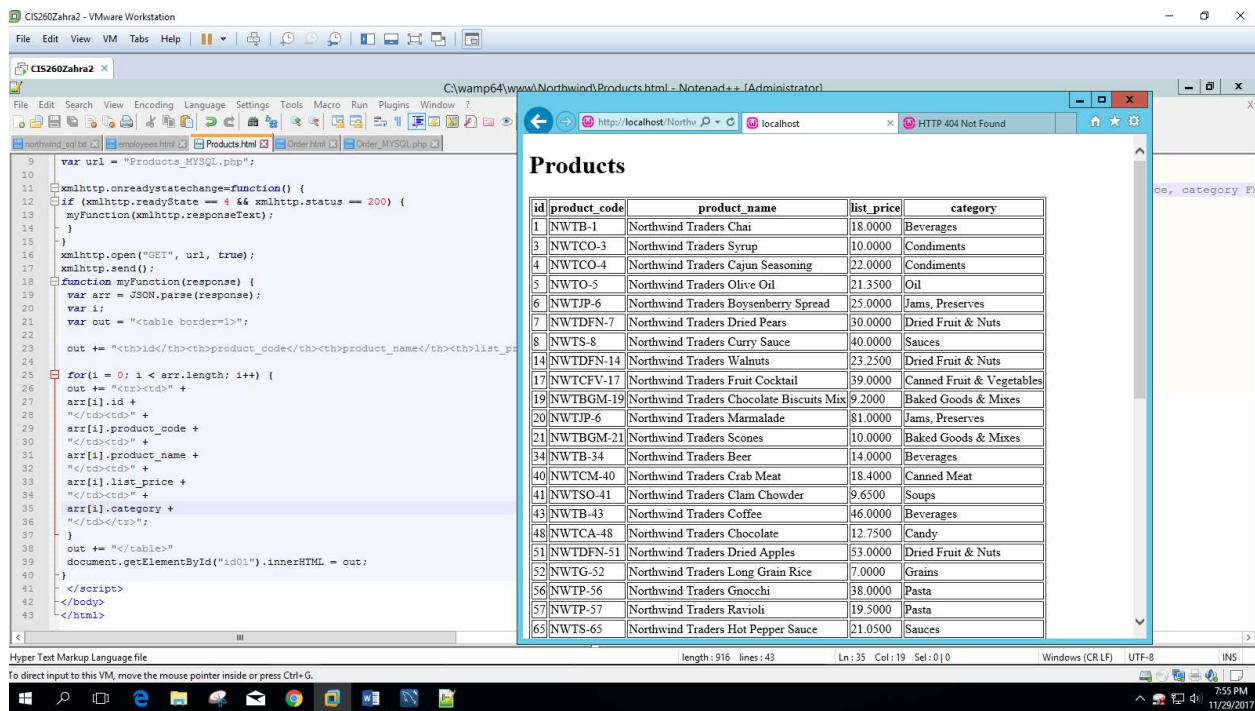 CIS260Zahra2 - VMware Workstation
File Edit View VM Tabs Help
CIS260Zahra2
C:\wamp64\www\Northwind\Products.html - Notepad++ [Administrator]
File Edit Search View Encoding Language Settings Tools Macro Run Plugins Window ?
northwind_sql.txt employees.html Products.html Order.html Order_MYSQL.php
9 var url = "Products_MYSQL.php";
10
11 xmlhttp.onreadystatechange=function() {
12 if (xmlhttp.readyState == 4 && xmlhttp.status == 200) {
13 myFunction(xmlhttp.responseText);
14 }
15 }
16 xmlhttp.open("GET", url, true);
17 xmlhttp.send();
18 function myFunction(response) {
19 var arr = JSON.parse(response);
20 var i;
21 var out = "<table border=1>";
22
23 out += "<th>id</th><th>product_code</th><th>product_name</th><th>list_pr
24
25 for(i = 0; i < arr.length; i++) {
26 out += "<tr><td>" +
27 arr[i].id +
28 "</td><td>" +
29 arr[i].product_code +
30 "</td><td>" +
31 arr[i].product_name +
32 "</td><td>" +
33 arr[i].list_price +
34 "</td><td>" +
35 arr[i].category +
36 "</td></tr>";
37 }
38 out += "</table>"
39 document.getElementById("id01").innerHTML = out;
40 }
41 </script>
42 </body>
43 </html>
ce, category
http://localhost/Northw
localhost
HTTP 404 Not Found
Products
id product_code product_name list_price category
1 NWTB-1 Northwind Traders Chai 18.0000 Beverages
3 NWTCO-3 Northwind Traders Syrup 10.0000 Condiments
4 NWTCO-4 Northwind Traders Cajun Seasoning 22.0000 Condiments
5 NWTO-5 Northwind Traders Olive Oil 21.3500 Oil
6 NWTJP-6 Northwind Traders Boysenberry Spread 25.0000 Jams, Preserves
7 NWTDFN-7 Northwind Traders Dried Pears 30.0000 Dried Fruit & Nuts
8 NWTS-8 Northwind Traders Curry Sauce 40.0000 Sauces
14 NWTDFN-14 Northwind Traders Walnuts 23.2500 Dried Fruit & Nuts
17 NWTCFV-17 Northwind Traders Fruit Cocktail 39.0000 Canned Fruit & Vegetables
19 NWTBGM-19 Northwind Traders Chocolate Biscuits Mix 9.2000 Baked Goods & Mixes
20 NWTJP-6 Northwind Traders Marmalade 81.0000 Jams, Preserves
21 NWTBGM-21 Northwind Traders Scones 10.0000 Baked Goods & Mixes
34 NWTB-34 Northwind Traders Beer 14.0000 Beverages
40 NWTCM-40 Northwind Traders Crab Meat 18.4000 Canned Meat
41 NWTSO-41 Northwind Traders Clam Chowder 9.6500 Soups
43 NWTB-43 Northwind Traders Coffee 46.0000 Beverages
48 NWTCA-48 Northwind Traders Chocolate 12.7500 Candy
51 NWTDFN-51 Northwind Traders Dried Apples 53.0000 Dried Fruit & Nuts
52 NWTG-52 Northwind Traders Long Grain Rice 7.0000 Grains
56 NWTP-56 Northwind Traders Gnocchi 38.0000 Pasta
57 NWTP-57 Northwind Traders Ravioli 19.5000 Pasta
65 NWTS-65 Northwind Traders Hot Pepper Sauce 21.0500 Sauces
Hyper Text Markup Language file length : 916 lines : 43 Ln : 35 Col : 19 Sel : 0 | 0 Windows (CR LF) UTF-8 INS
To direct input to this VM, move the mouse pointer inside or press Ctrl+G.
7:55 PM
11/29/2017